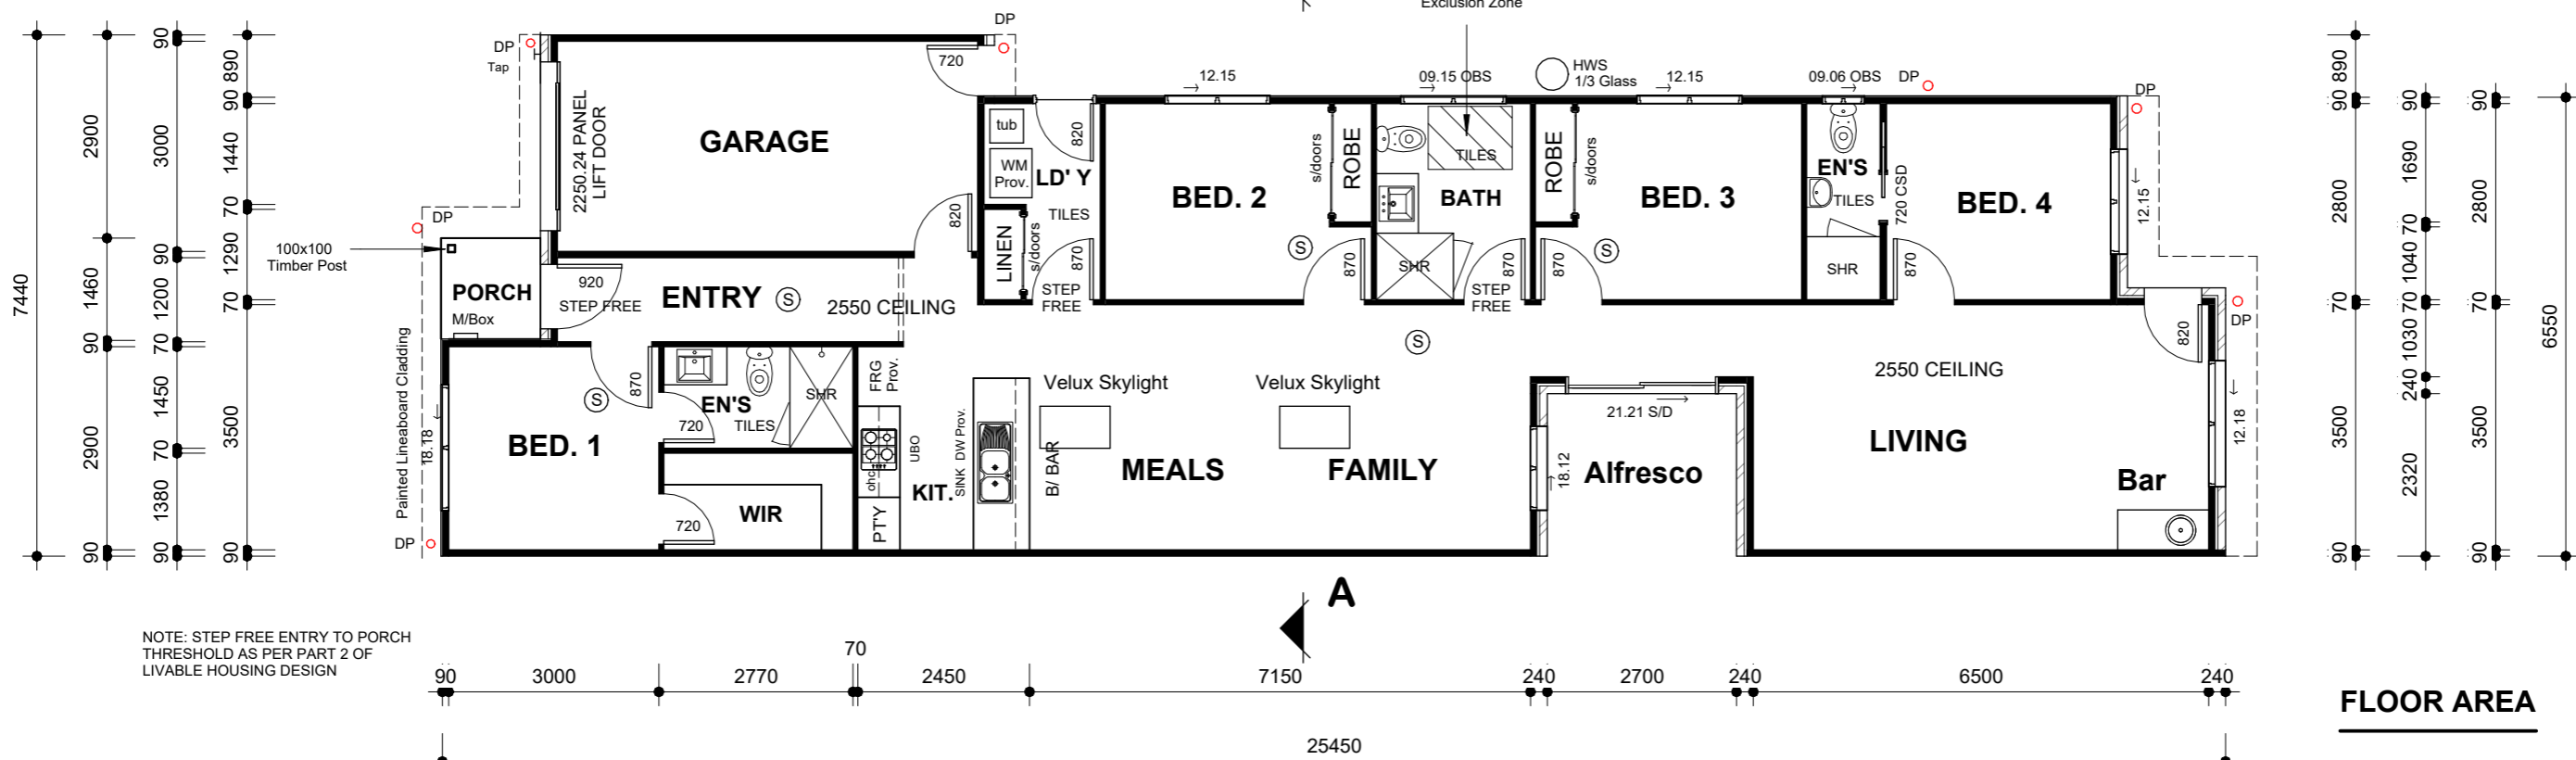 Exclusion Zone
DP
DP
Tap
720
12.15
09.15 OBS
HWS
1/3 Glass
12.15
09.06 OBS
DP
DP
90
890
890
90
2900
3000
90
1440
2250.24 PANEL
LIFT DOOR
GARAGE
tub
WM
Prov.
LD' Y
820
TILES
BED. 2
s/doors
ROBE
TILES
BATH
ROBE
s/doors
BED. 3
EN'S
TILES
720 CSD
BED. 4
12.15
90
90
90
2800
1690
2800
DP
70
1290
90
100x100
Timber Post
820
LINEN
s/doors
870
STEP
FREE
S
870
SHR
870
STEP
FREE
870
S
SHR
870
70
1040
7440
1460
1200
70
PORCH
M/Box
920
STEP FREE
ENTRY
S
2550 CEILING
70
70
70
DP
6550
90
70
Painted Lineaboard Cladding
18.18
870
S
BED. 1
EN'S
TILES
720
SHR
FRG
Prov.
UBO
ohc
KIT.
SINK
DW Prov.
B/ BAR
Velux Skylight
MEALS
Velux Skylight
FAMILY
S
18.12
21.21 S/D
Alfresco
2550 CEILING
LIVING
820
12.18
Bar
1030
240
1450
3500
2900
70
1380
3500
2320
3500
DP
720
WIR
PT'Y
90
90
90
90
90
A
NOTE: STEP FREE ENTRY TO PORCH
THRESHOLD AS PER PART 2 OF
LIVABLE HOUSING DESIGN
70
90
3000
2770
2450
7150
240
2700
240
6500
240
FLOOR AREA
25450